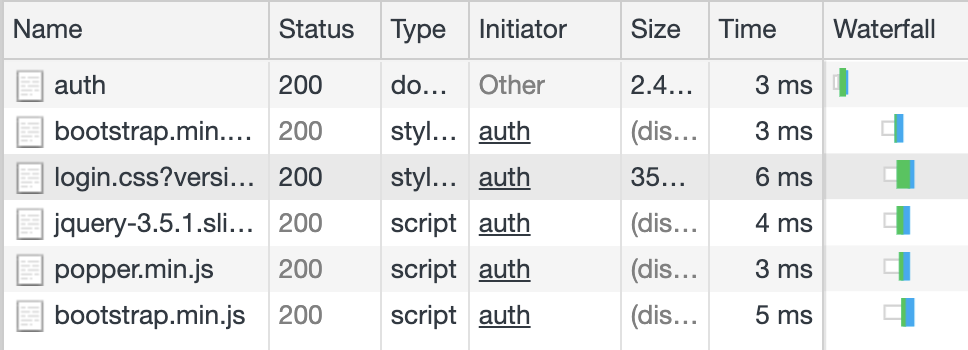 Name Status Type Initiator Size Time Waterfall
auth 200 do... Other 2.4... 3 ms
bootstrap.min.... 200 styl... auth (dis... 3 ms
login.css?versi... 200 styl... auth 35... 6 ms
jquery-3.5.1.sli... 200 script auth (dis... 4 ms
popper.min.js 200 script auth (dis... 3 ms
bootstrap.min.js 200 script auth (dis... 5 ms